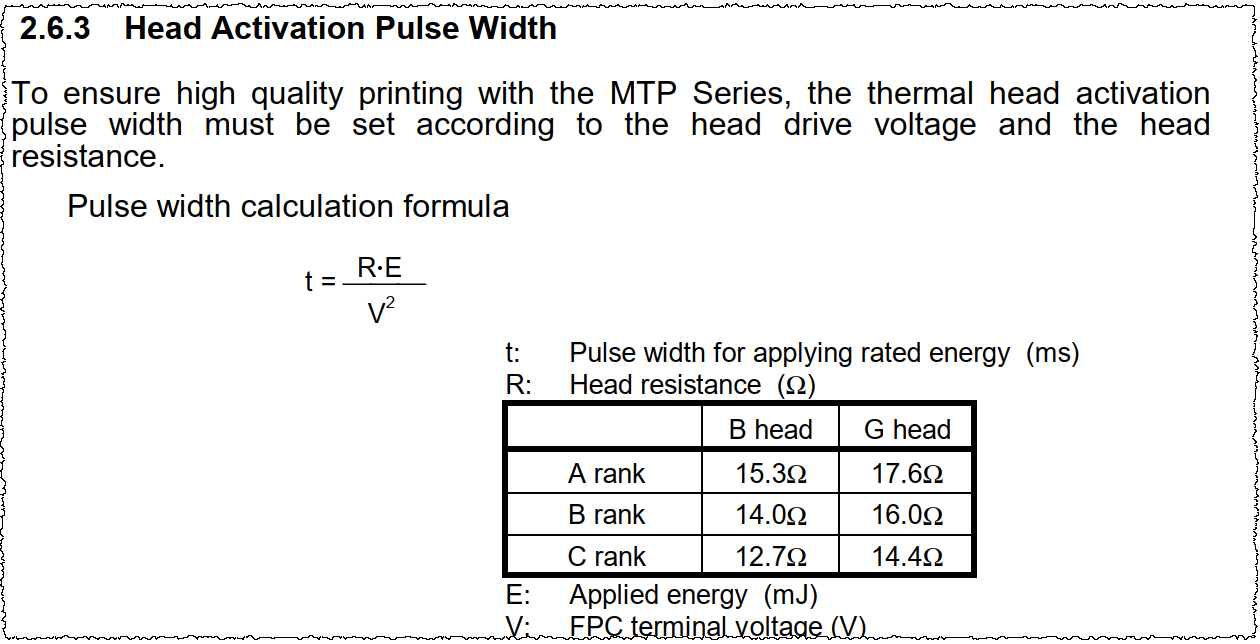 2.6.3 Head Activation Pulse Width
To ensure high quality printing with the MTP Series, the thermal head activation
pulse width must be set according to the head drive voltage and the head
resistance.
Pulse width calculation formula
t = R·E / V²
t: Pulse width for applying rated energy (ms)
R: Head resistance (Ω)
B head G head
A rank 15.3Ω 17.6Ω
B rank 14.0Ω 16.0Ω
C rank 12.7Ω 14.4Ω
E: Applied energy (mJ)
V: FPC terminal voltage (V)